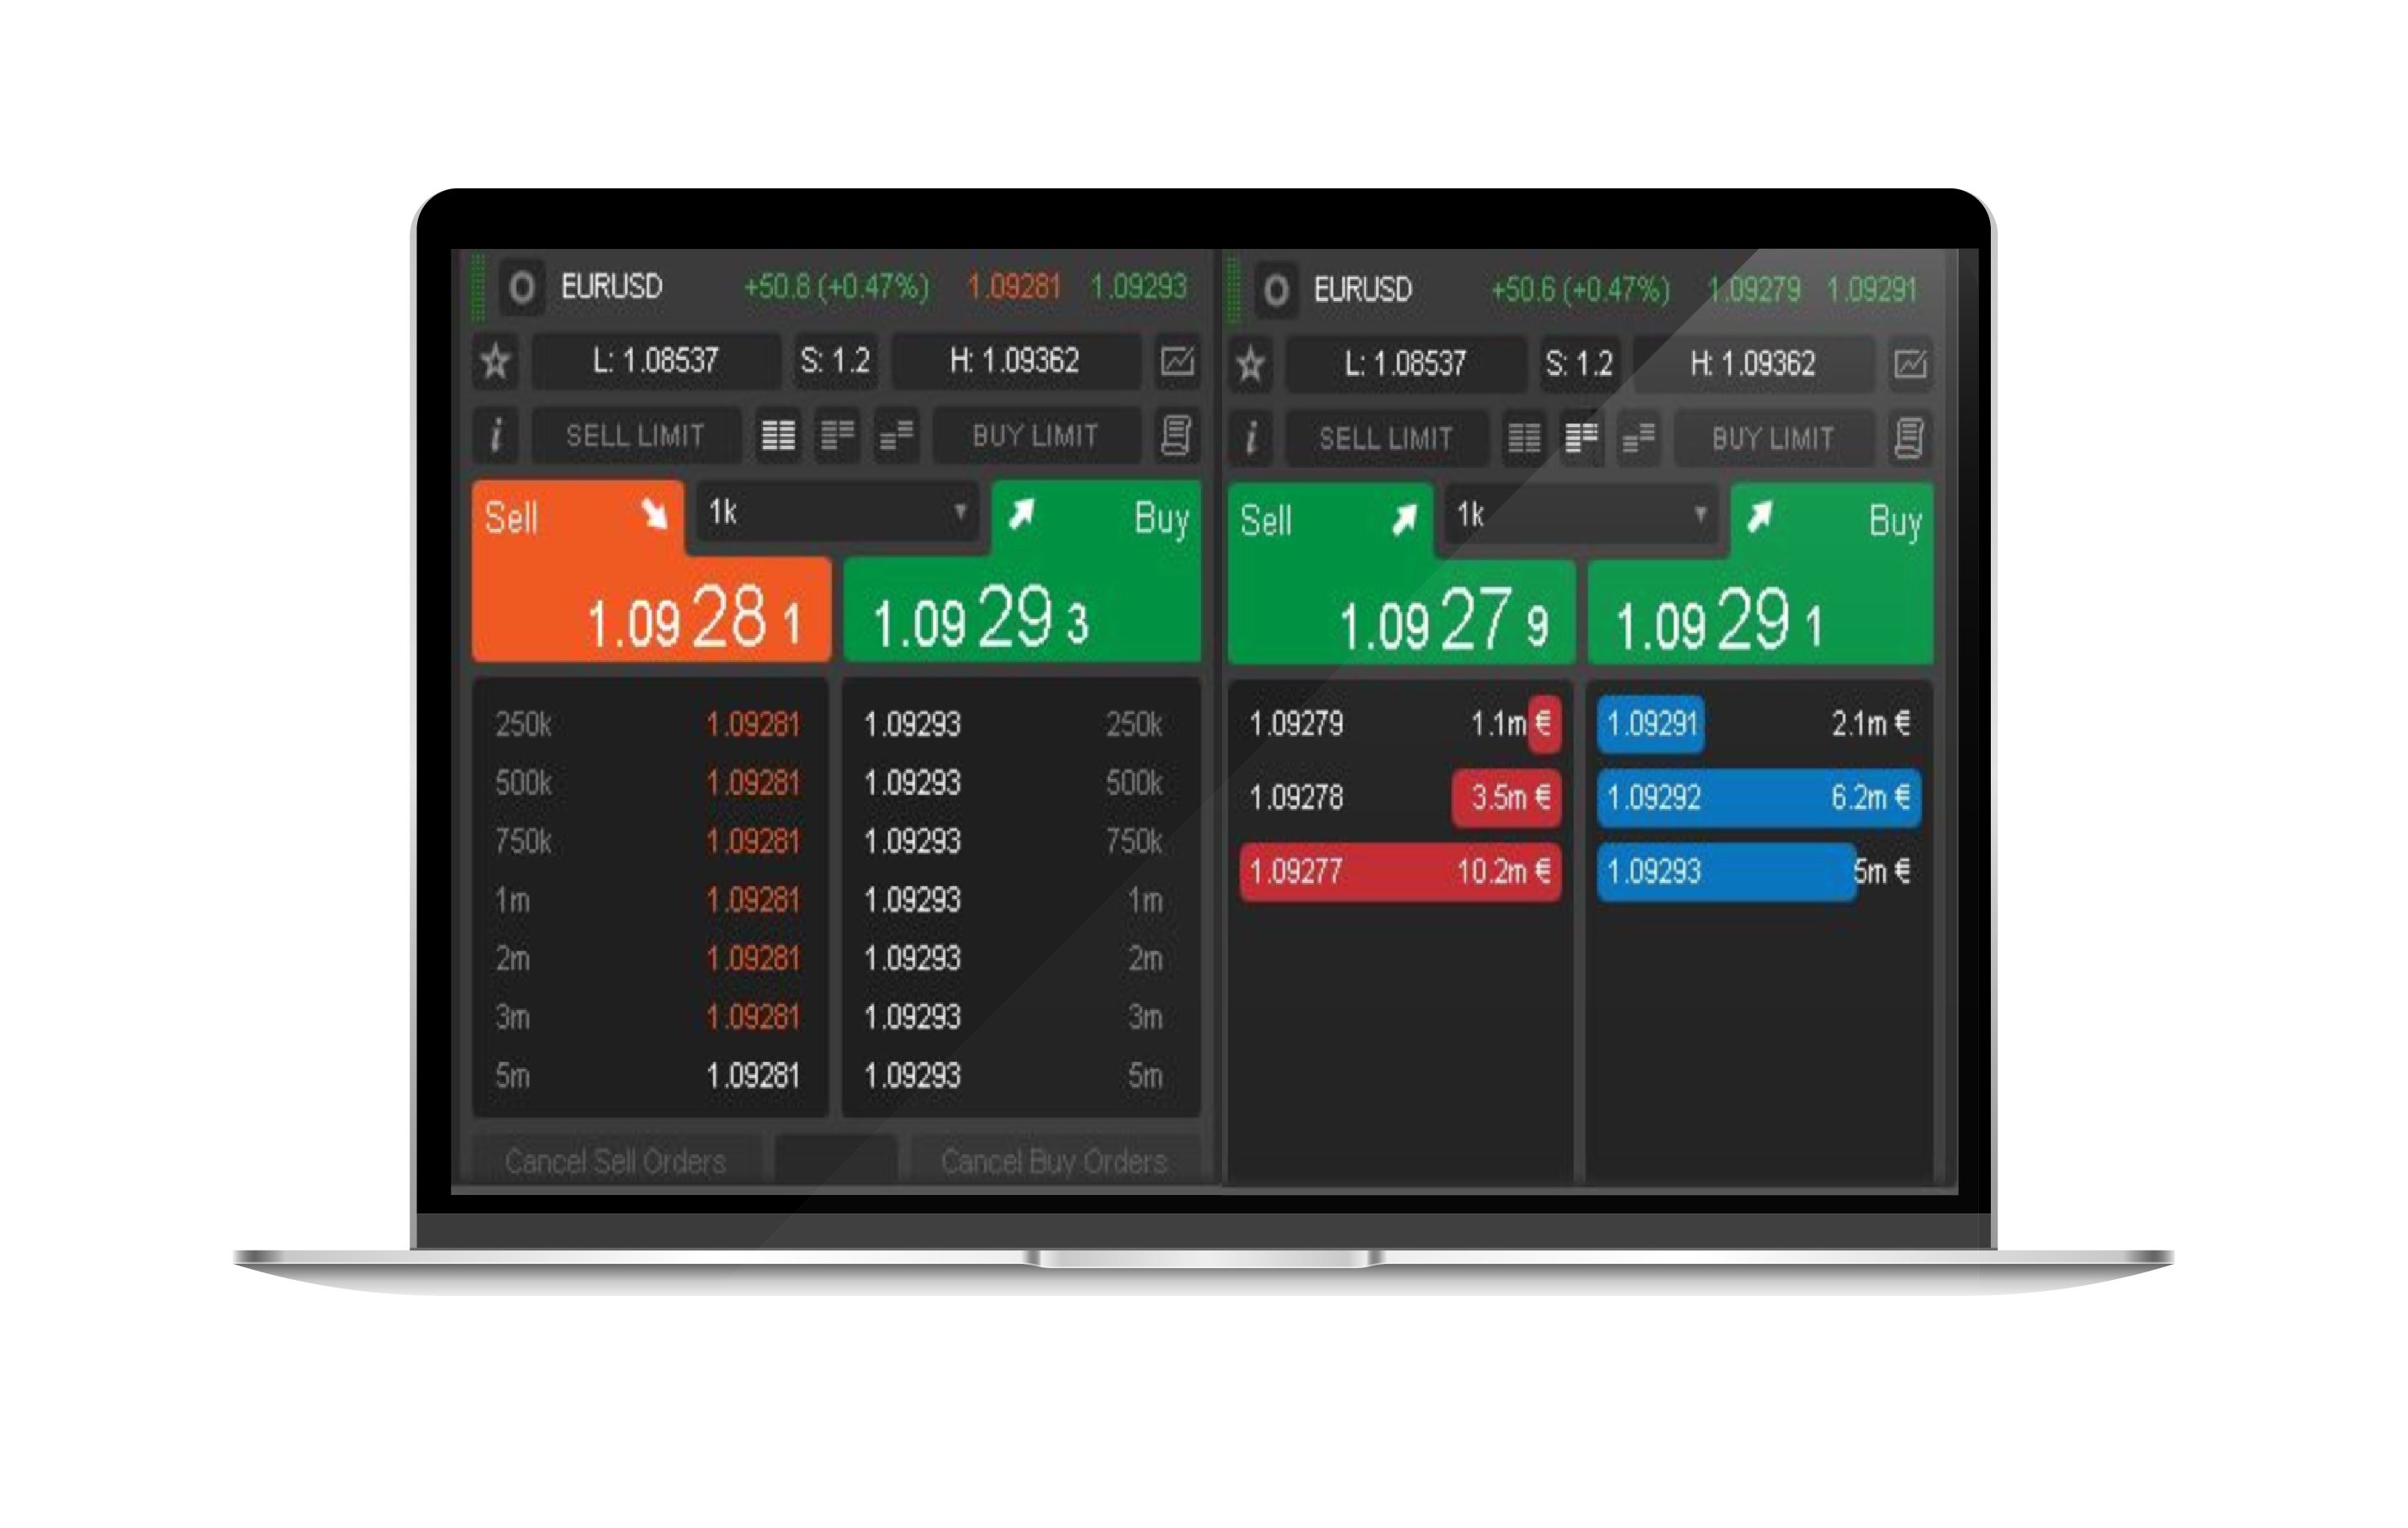 O EURUSD +50.8 (+0.47%) 1.09281 1.09293
L: 1.08537 S: 1.2 H: 1.09362
i SELL LIMIT BUY LIMIT
Sell 1k Buy
1.09 28 1 1.09 29 3
250k 1.09281 1.09293 250k
500k 1.09281 1.09293 500k
750k 1.09281 1.09293 750k
1m 1.09281 1.09293 1m
2m 1.09281 1.09293 2m
3m 1.09281 1.09293 3m
5m 1.09281 1.09293 5m
Cancel Sell Orders Cancel Buy Orders
O EURUSD +50.6 (+0.47%) 1.09279 1.09291
L: 1.08537 S: 1.2 H: 1.09362
i SELL LIMIT BUY LIMIT
Sell 1k Buy
1.09 27 9 1.09 29 1
1.09279 1.1m € 1.09291 2.1m €
1.09278 3.5m € 1.09292 6.2m €
1.09277 10.2m € 1.09293 5m €